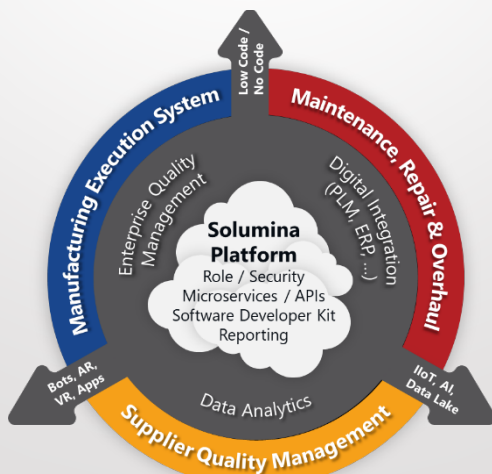 Low Code /
No Code
Manufacturing Execution System
Maintenance, Repair & Overhaul
Enterprise Quality
Management
Digital Integration
(PLM, ERP, ...)
Solumina
Platform
Role / Security
Microservices / APIs
Software Developer Kit
Reporting
Bots, AR,
VR, Apps
IIoT, AI,
Data Lake
Data Analytics
Supplier Quality Management